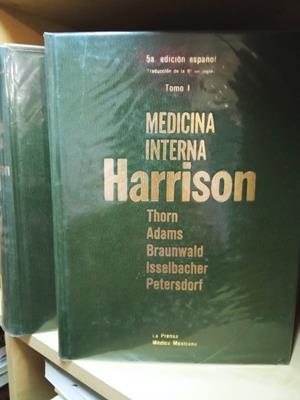 5a. edición español
Traducción de la 8ª en inglés
Tomo I
MEDICINA
INTERNA
Harrison
Thorn
Adams
Braunwald
Isselbacher
Petersdorf
La Prensa
Médica Mexicana